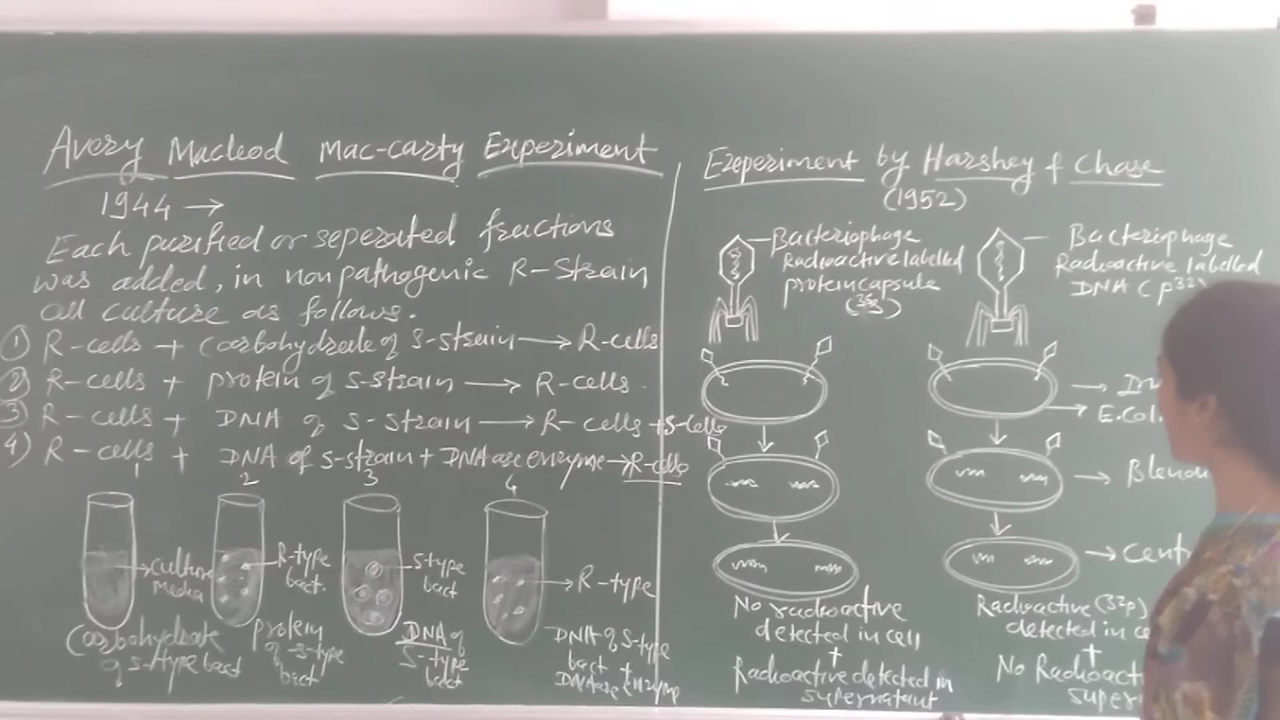 Avery Macleod Mac-carty Experiment
1944 →
Each purified or seperated fractions
was added, in nonpathogenic R-Strain
all culture as follows.
1) R-cells + Carbohydrate of S-strain → R-cells
2) R-cells + protein of S-strain → R-cells.
3) R-cells + DNA of S-strain → R-cells + S-cells
4) R-cells + DNA of S-strain + DNAase enzyme → R-cells
1 2 3 4
→ culture
media
R-type
bact.
S-type
bact
→ R-type
Carbohydrate
of S-type bact
protein
of S-type
bact
DNA of
S-type
bact
DNA of S-type
bact +
DNAase enzyme
Experiment by Harshey & Chase
(1952)
Bacteriophage
Radioactive labelled
protein capsule
Bacteriophage
Radioactive labelled
DNA (p32)
→ E.Col
No radioactive
detected in cell
+
Radioactive detected in
supernatant
Radioactive (32p)
detected in
+
No